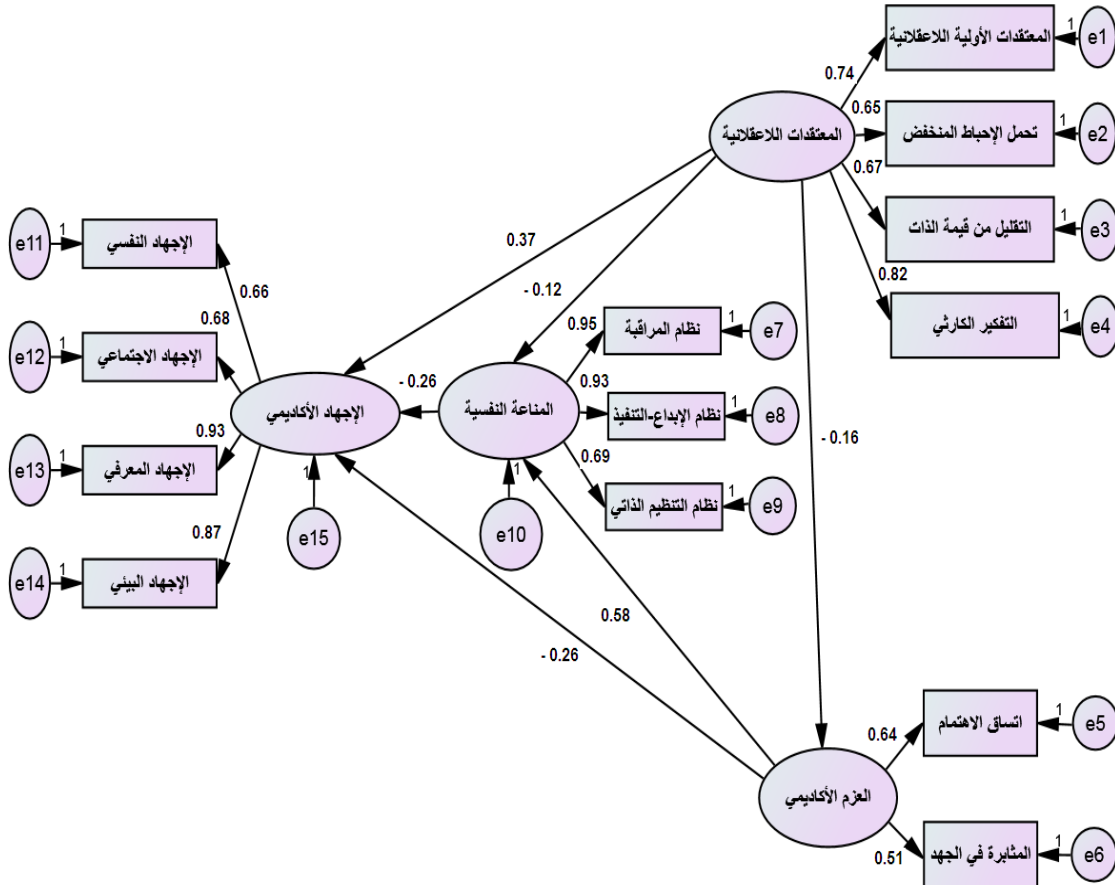 المعتقدات الأولية اللاعقلانية
1
e1
0.74
المعتقدات اللاعقلانية
0.65
تحمل الإحباط المنخفض
1
e2
0.67
التقليل من قيمة الذات
1
e3
0.82
التفكير الكارثي
1
e4
e11
1
الإجهاد النفسي
0.66
0.37
- 0.12
0.68
e12
1
الإجهاد الاجتماعي
نظام المراقبة
1
e7
0.95
الإجهاد الأكاديمي
- 0.26
المناعة النفسية
0.93
نظام الإبداع-التنفيذ
1
e8
- 0.16
0.93
e13
1
الإجهاد المعرفي
0.69
نظام التنظيم الذاتي
1
e9
1
e15
1
e10
0.87
e14
1
الإجهاد البيئي
0.58
- 0.26
0.64
اتساق الاهتمام
1
e5
العزم الأكاديمي
0.51
المثابرة في الجهد
1
e6